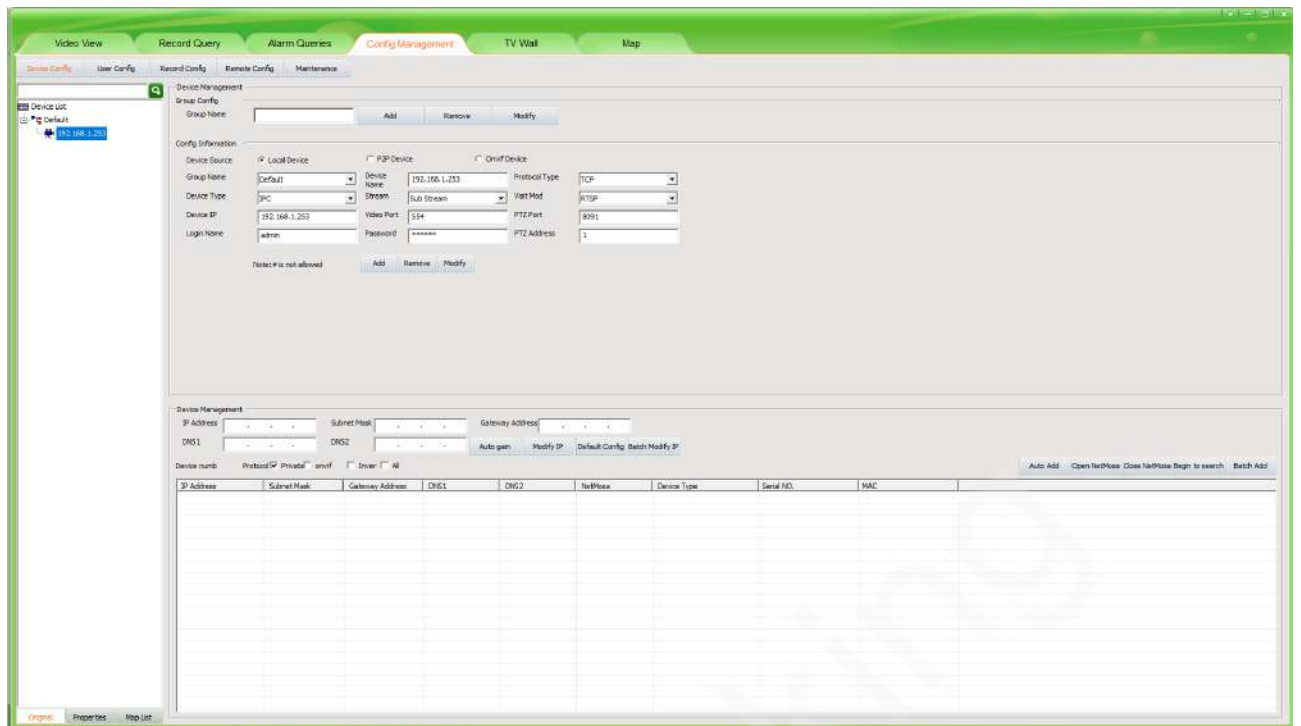 Video View Record Query Alarm Queries Config Management TV Wall Map
Device Config User Config Record Config Remote Config Maintenance
Device List
Default
192.168.1.253
Device Management
Group Config
Group Name Add Remove Modify
Config Information
Device Source Local Device P2P Device Onvif Device
Group Name Default Device Name 192.168.1.253 Protocol Type TCP
Device Type IPC Stream Sub Stream Visit Mod RTSP
Device IP 192.168.1.253 Video Port 554 PTZ Port 8091
Login Name admin Password ****** PTZ Address 1
Note: # is not allowed Add Remove Modify
Device Management
IP Address . . . Subnet Mask . . . Gateway Address . . .
DNS1 . . . DNS2 . . . Auto gain Modify IP Default Config Batch Modify IP
Device numb Protocol Private onvif Inver All Auto Add Open NetMose Close NetMose Begin to search Batch Add
IP Address Subnet Mask Gateway Address DNS1 DNS2 NetMose Device Type Serial NO. MAC
Original Properties Map List